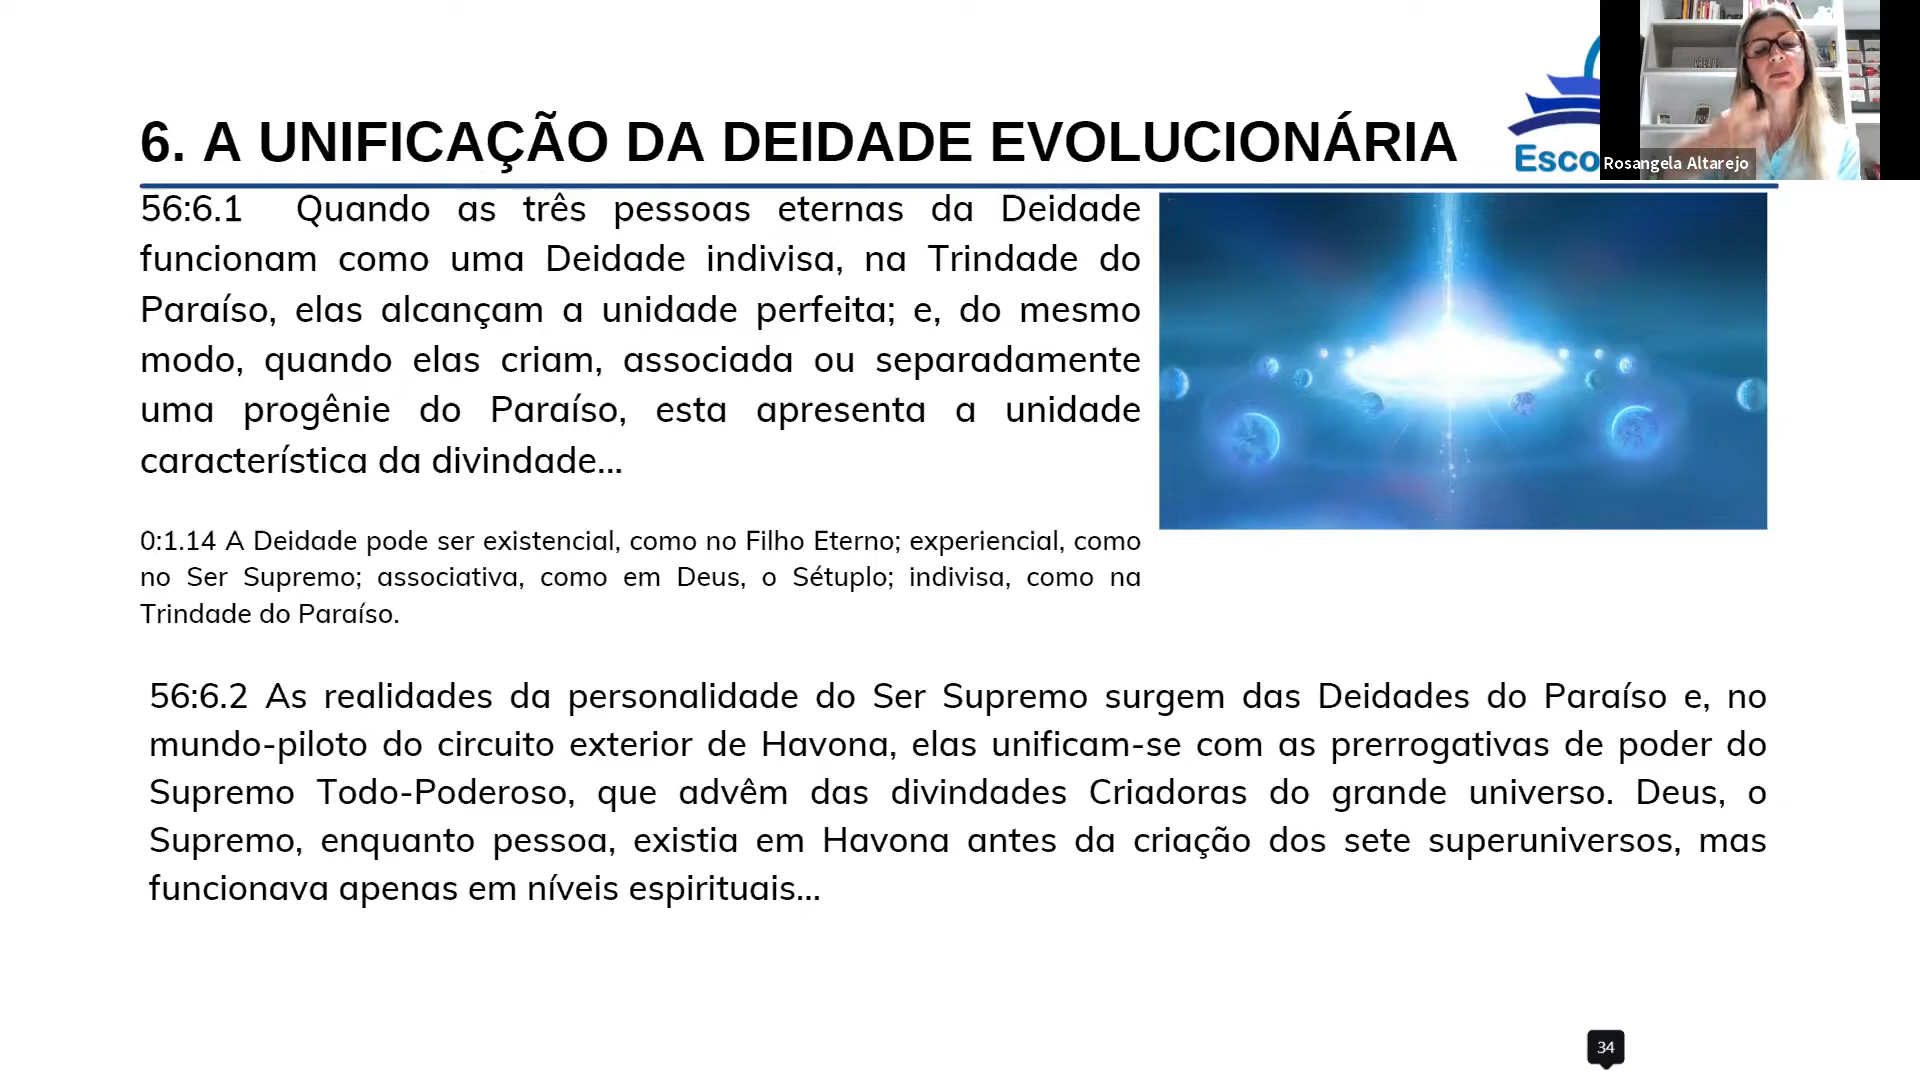 6. A UNIFICAÇÃO DA DEIDADE EVOLUCIONÁRIA
Esco
Rosangela Altarejo
56:6.1 Quando as três pessoas eternas da Deidade
funcionam como uma Deidade indivisa, na Trindade do
Paraíso, elas alcançam a unidade perfeita; e, do mesmo
modo, quando elas criam, associada ou separadamente
uma progênie do Paraíso, esta apresenta a unidade
característica da divindade...
0:1.14 A Deidade pode ser existencial, como no Filho Eterno; experiencial, como
no Ser Supremo; associativa, como em Deus, o Sétuplo; indivisa, como na
Trindade do Paraíso.
56:6.2 As realidades da personalidade do Ser Supremo surgem das Deidades do Paraíso e, no
mundo-piloto do circuito exterior de Havona, elas unificam-se com as prerrogativas de poder do
Supremo Todo-Poderoso, que advêm das divindades Criadoras do grande universo. Deus, o
Supremo, enquanto pessoa, existia em Havona antes da criação dos sete superuniversos, mas
funcionava apenas em níveis espirituais...
34